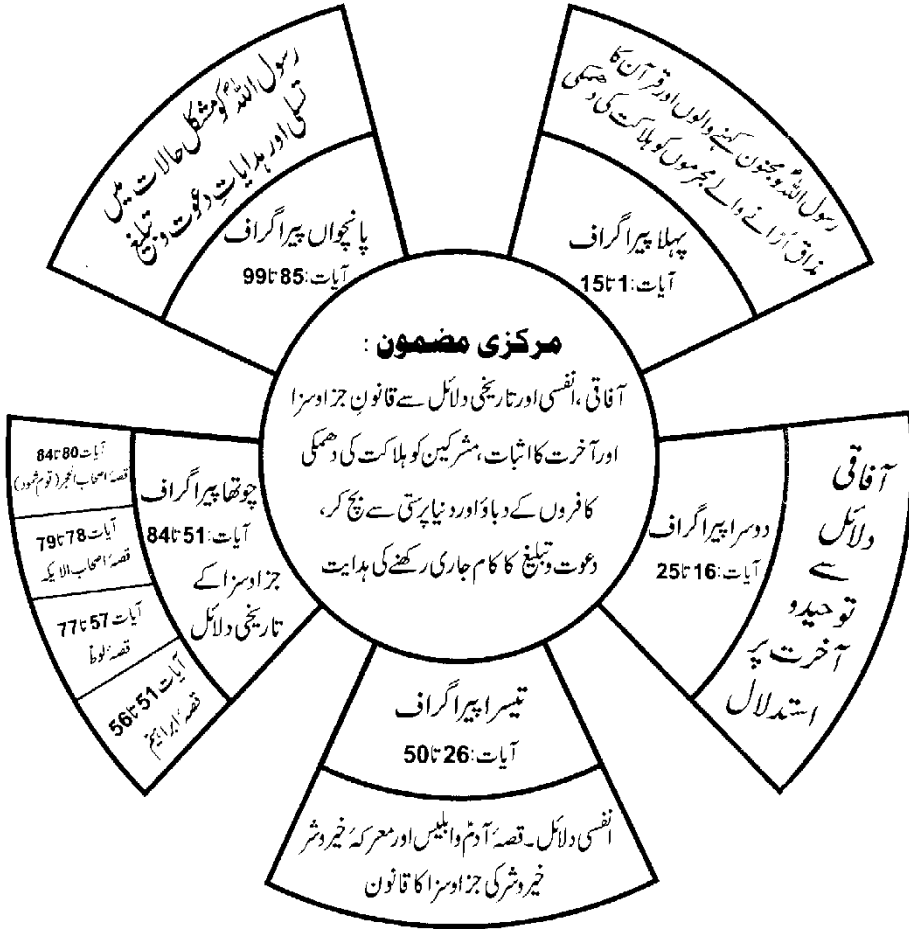 مرکزی مضمون :
آفاقی ، انفسی اور تاریخی دلائل سے قانونِ جزاوسزا
اور آخرت کا اثبات ، مشرکین کو ہلاکت کی دھمکی
کافروں کے دباؤ اور دنیا پرستی سے بچ کر ،
دعوت وتبلیغ کا کام جاری رکھنے کی ہدایت
پہلا پیراگراف
آیات : 1 تا 15
رسول اللہؐ کو مجنون کہنے والوں اور قرآن کا
مذاق اُڑانے والے مجرموں کو ہلاکت کی دھمکی
دوسرا پیراگراف
آیات : 16 تا 25
آفاقی
دلائل
سے
توحید و
آخرت پر
استدلال
تیسرا پیراگراف
آیات : 26 تا 50
انفسی دلائل ۔ قصۂ آدمؑ وابلیس اور معرکۂ خیروشر
خیروشر کی جزاوسزا کا قانون
چوتھا پیراگراف
آیات : 51 تا 84
جزاوسزا کے
تاریخی دلائل
آیات 51 تا 56
قصۂ ابراہیمؑ
آیات 57 تا 77
قصۂ لوطؑ
آیات 78 تا 79
قصۂ اصحاب الایکہ
آیات 80 تا 84
قصۂ اصحاب الحجر (قومِ ثمود)
پانچواں پیراگراف
آیات : 85 تا 99
رسول اللہؐ کو مشکل حالات میں
تسلی اور ہدایاتِ دعوت وتبلیغ